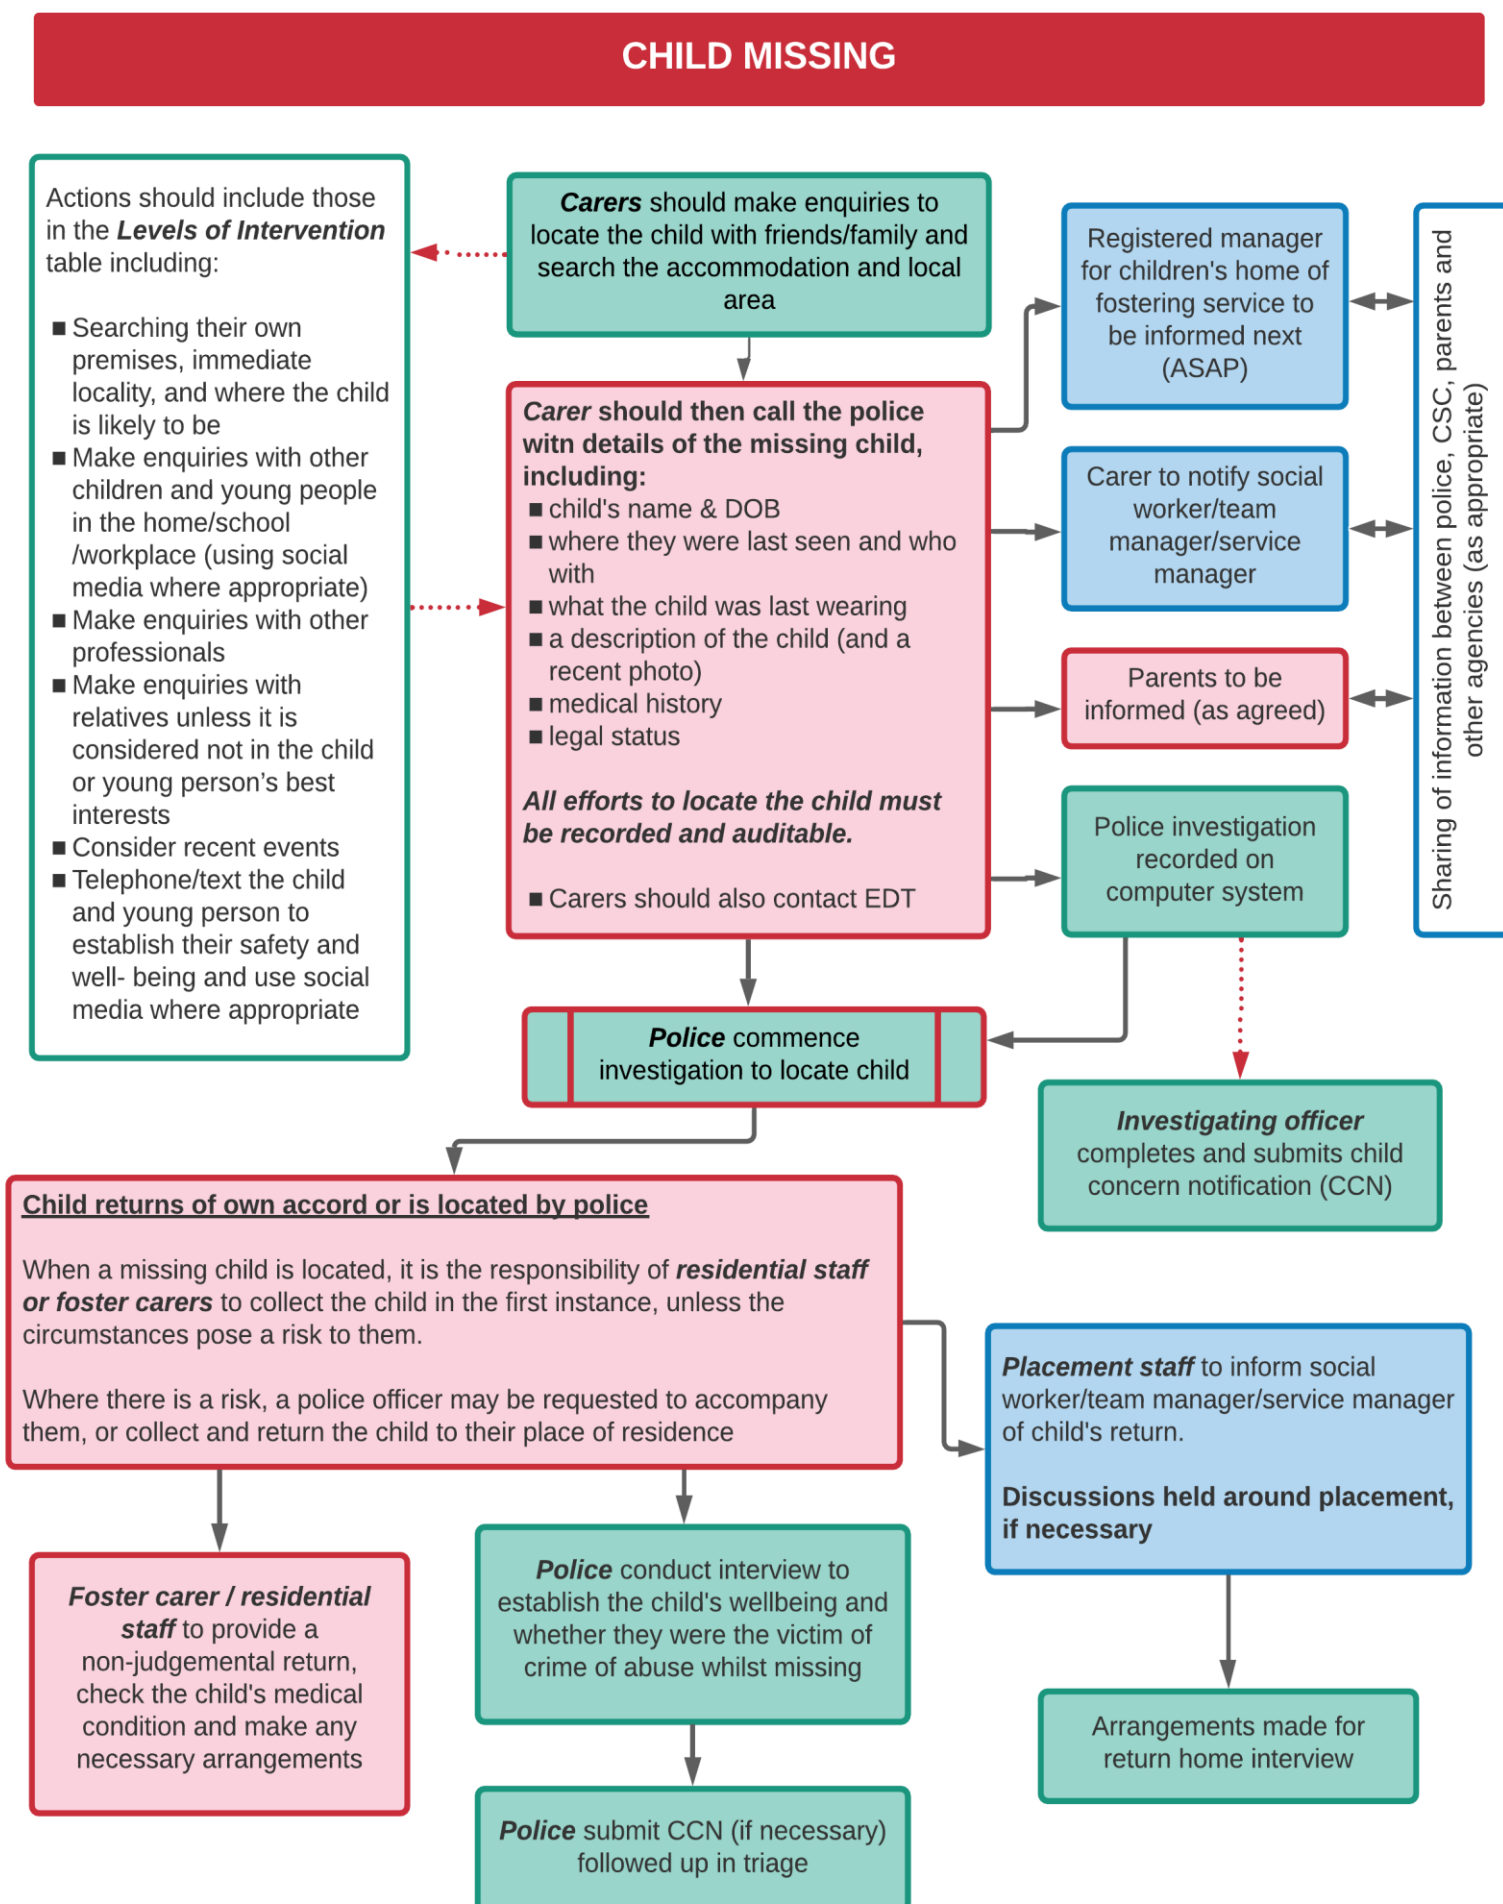 CHILD MISSING
Actions should include those
in the Levels of Intervention
table including:
■ Searching their own
premises, immediate
locality, and where the child
is likely to be
■ Make enquiries with other
children and young people
in the home/school
/workplace (using social
media where appropriate)
■ Make enquiries with other
professionals
■ Make enquiries with
relatives unless it is
considered not in the child
or young person’s best
interests
■ Consider recent events
■ Telephone/text the child
and young person to
establish their safety and
well- being and use social
media where appropriate
Carers should make enquiries to
locate the child with friends/family and
search the accommodation and local
area
Carer should then call the police
witn details of the missing child,
including:
■ child's name & DOB
■ where they were last seen and who
with
■ what the child was last wearing
■ a description of the child (and a
recent photo)
■ medical history
■ legal status
All efforts to locate the child must
be recorded and auditable.
■ Carers should also contact EDT
Registered manager
for children's home of
fostering service to
be informed next
(ASAP)
Carer to notify social
worker/team
manager/service
manager
Parents to be
informed (as agreed)
Police investigation
recorded on
computer system
Sharing of information between police, CSC, parents and
other agencies (as appropriate)
Police commence
investigation to locate child
Investigating officer
completes and submits child
concern notification (CCN)
Child returns of own accord or is located by police
When a missing child is located, it is the responsibility of residential staff
or foster carers to collect the child in the first instance, unless the
circumstances pose a risk to them.
Where there is a risk, a police officer may be requested to accompany
them, or collect and return the child to their place of residence
Placement staff to inform social
worker/team manager/service manager
of child's return.
Discussions held around placement,
if necessary
Foster carer / residential
staff to provide a
non-judgemental return,
check the child's medical
condition and make any
necessary arrangements
Police conduct interview to
establish the child's wellbeing and
whether they were the victim of
crime of abuse whilst missing
Arrangements made for
return home interview
Police submit CCN (if necessary)
followed up in triage